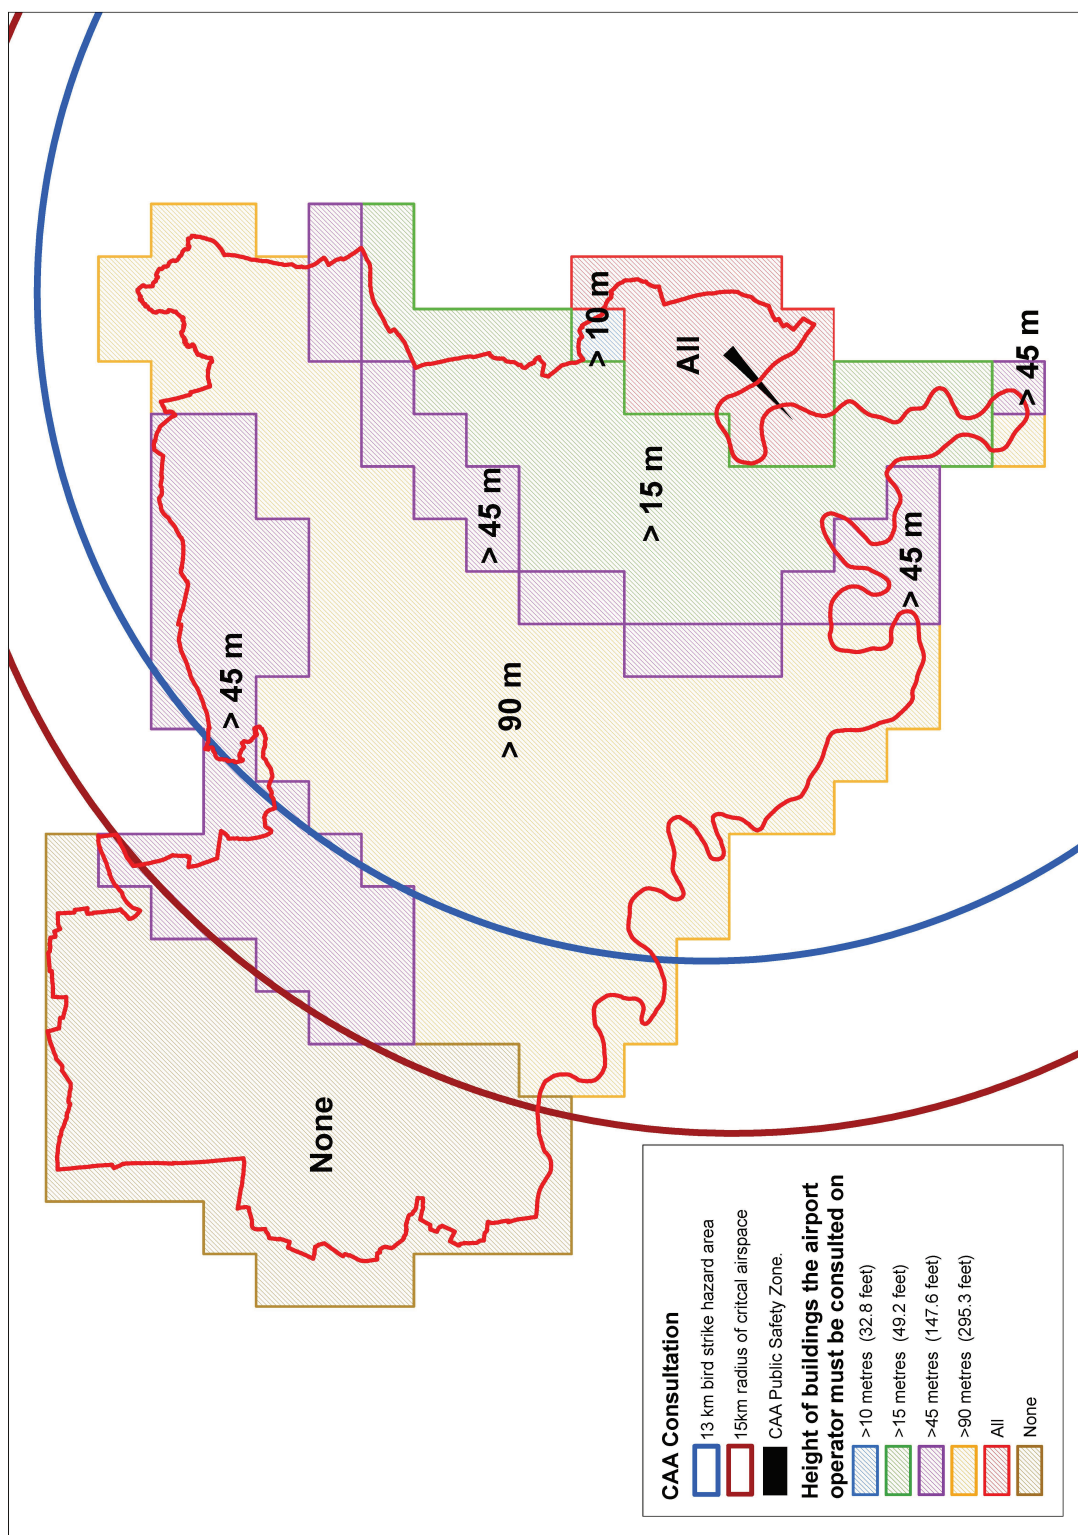 > 45 m
> 10 m
All
> 45 m
> 15 m
> 45 m
> 45 m
> 90 m
None
CAA Consultation
13 km bird strike hazard area
15km radius of critcal airspace
CAA Public Safety Zone.
Height of buildings the airport
operator must be consulted on
>10 metres (32.8 feet)
>15 metres (49.2 feet)
>45 metres (147.6 feet)
>90 metres (295.3 feet)
All
None